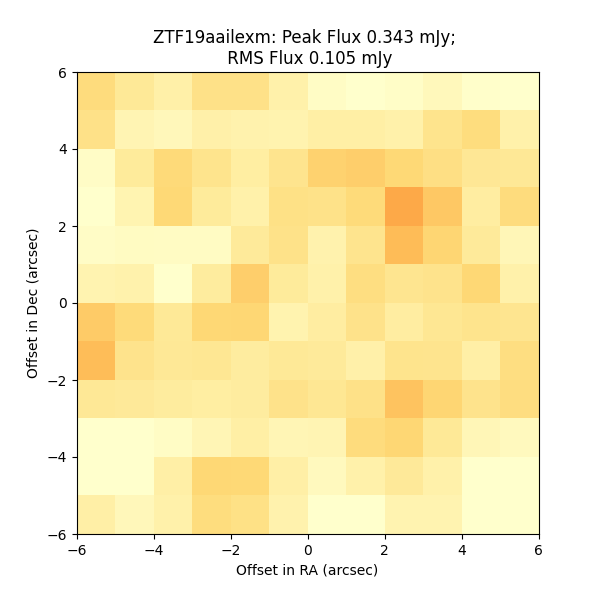 ZTF19aailexm: Peak Flux 0.343 mJy;
RMS Flux 0.105 mJy
6
4
2
0
−2
−4
−6
Offset in Dec (arcsec)
−6 −4 −2 0 2 4 6
Offset in RA (arcsec)